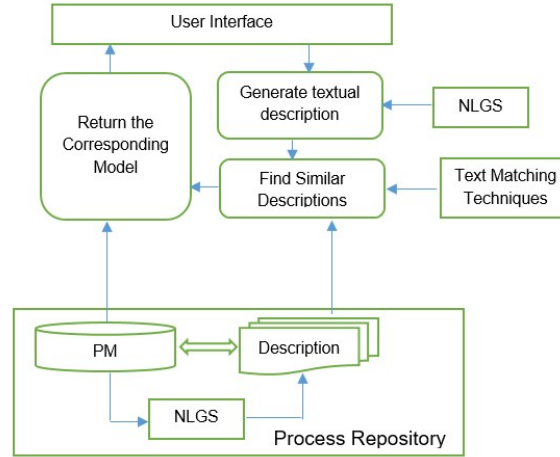 User Interface
Generate textual
description
NLGS
Return the
Corresponding
Model
Find Similar
Descriptions
Text Matching
Techniques
PM
Description
NLGS
Process Repository